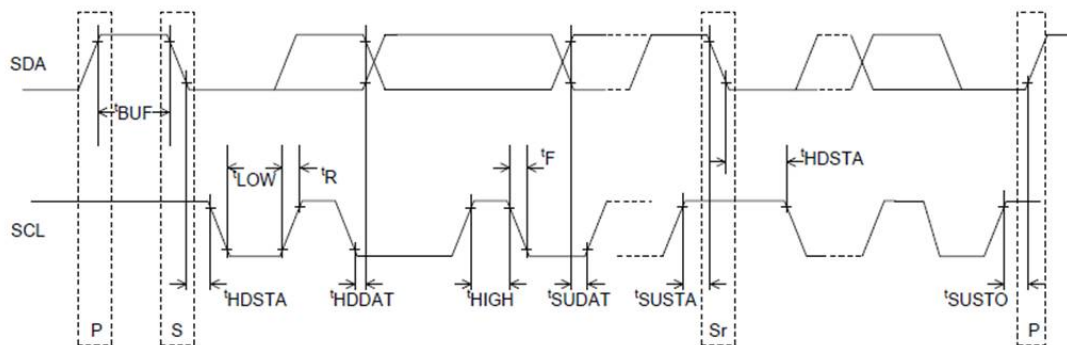 SDA
tBUF
tF
tHDSTA
tLOW
tR
SCL
tHDSTA
tHDDAT
tHIGH
tSUDAT
tSUSTA
tSUSTO
P
S
Sr
P